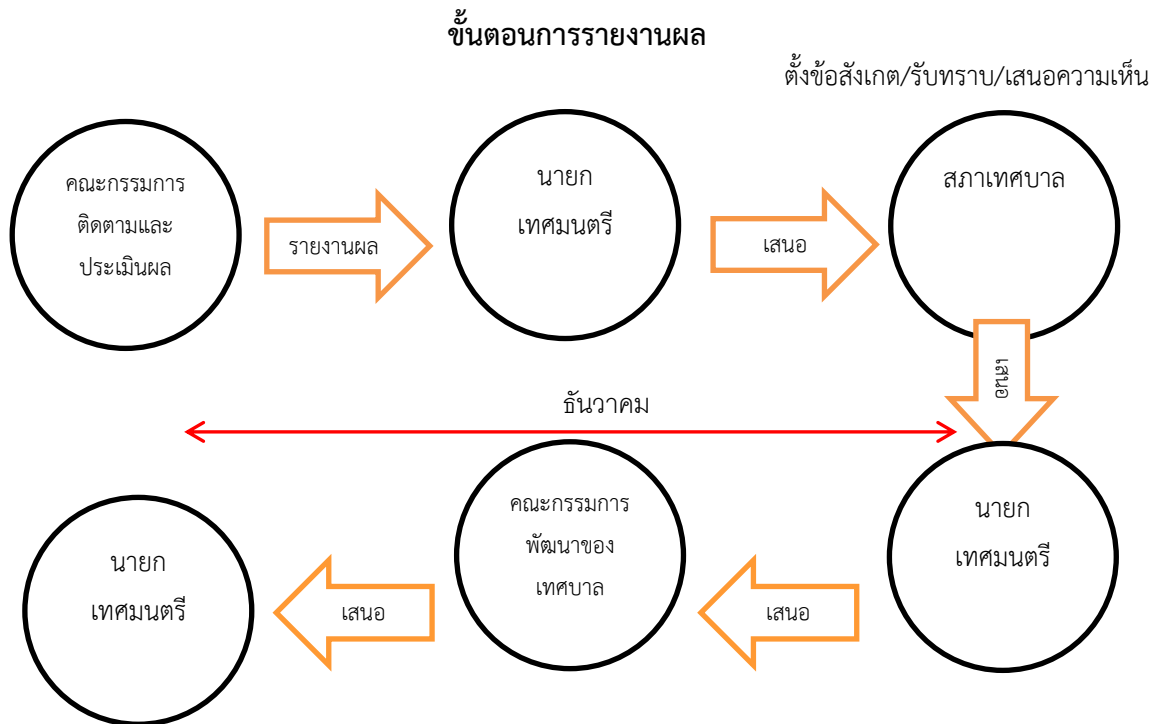 ขั้นตอนการรายงานผล
ตั้งข้อสังเกต/รับทราบ/เสนอความเห็น
คณะกรรมการ
ติดตามและ
ประเมินผล
รายงานผล
นายก
เทศมนตรี
เสนอ
สภาเทศบาล
เสนอ
ธันวาคม
นายก
เทศมนตรี
เสนอ
คณะกรรมการ
พัฒนาของ
เทศบาล
เสนอ
นายก
เทศมนตรี